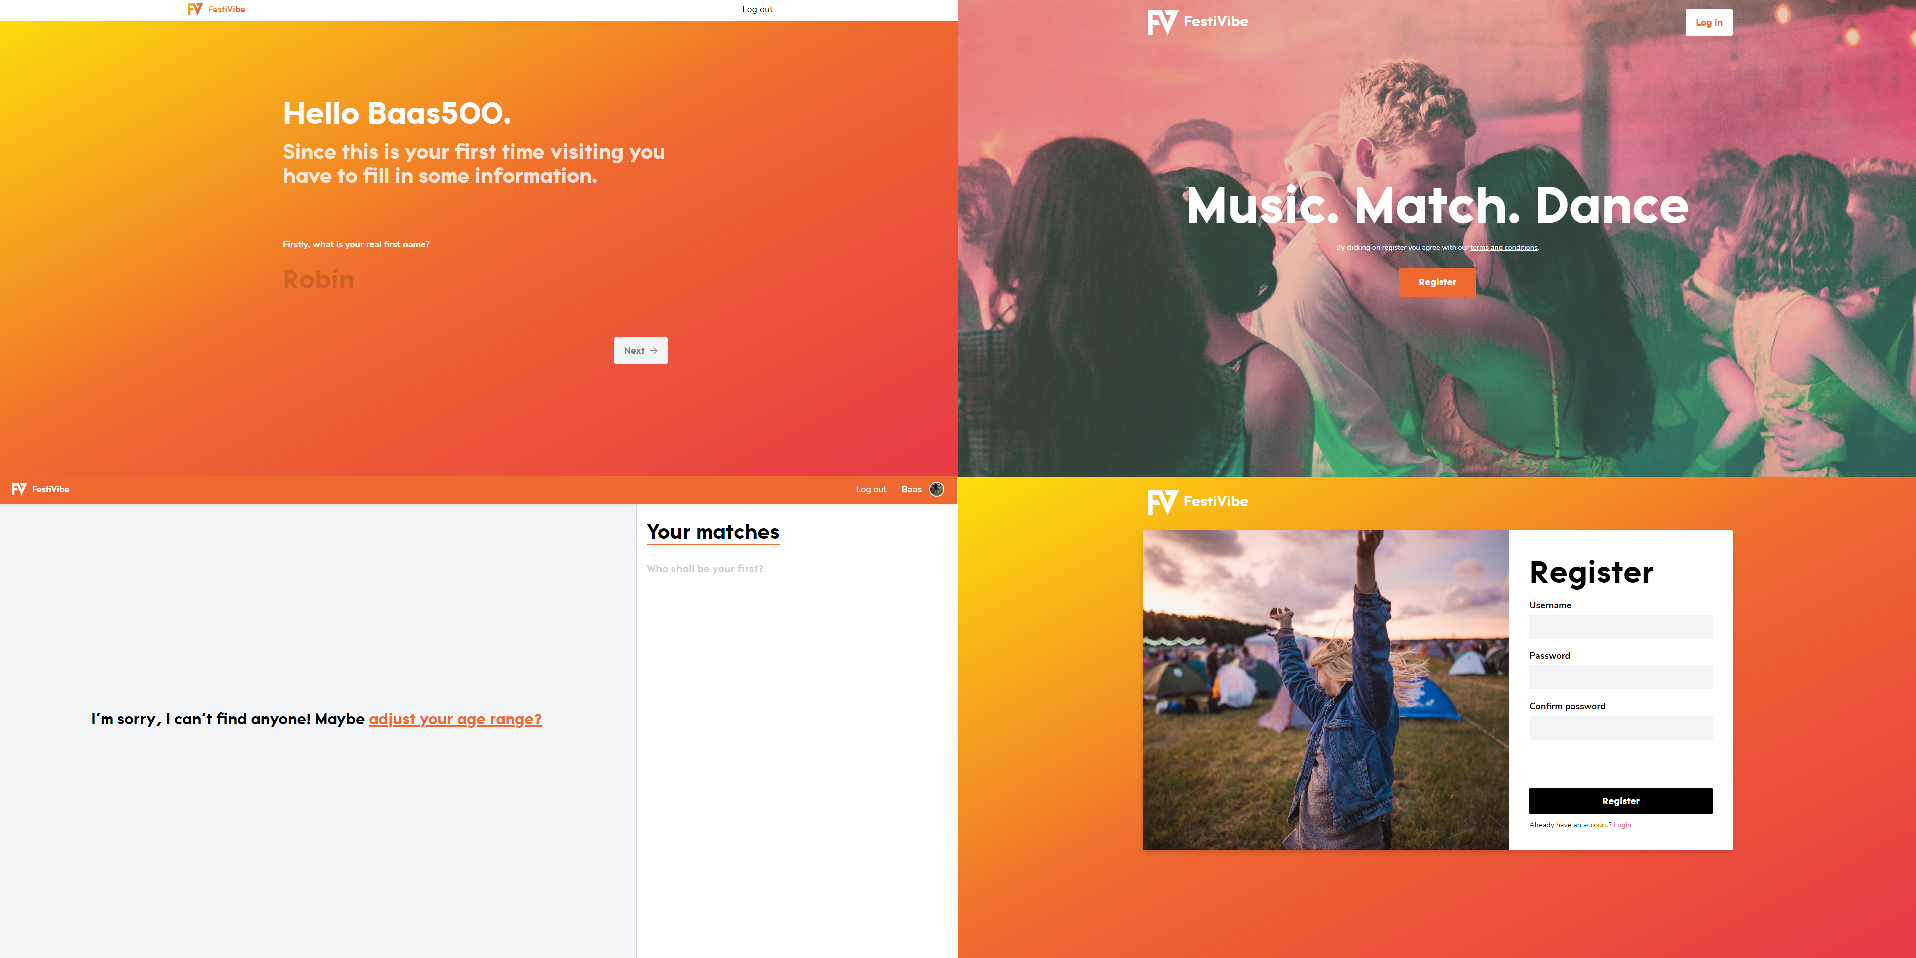 FestiVibe
Log out
Hello Baas500.
Since this is your first time visiting you
have to fill in some information.
Firstly, what is your real first name?
Robin
Next →
FV FestiVibe
Log in
Music. Match. Dance
By clicking on register you agree with our terms and conditions.
Register
FV FestiVibe
Log out
Baas
Your matches
Who shall be your first?
I'm sorry, I can't find anyone! Maybe adjust your age range?
FV FestiVibe
Register
Username
Password
Confirm password
Register
Already have an account? Login